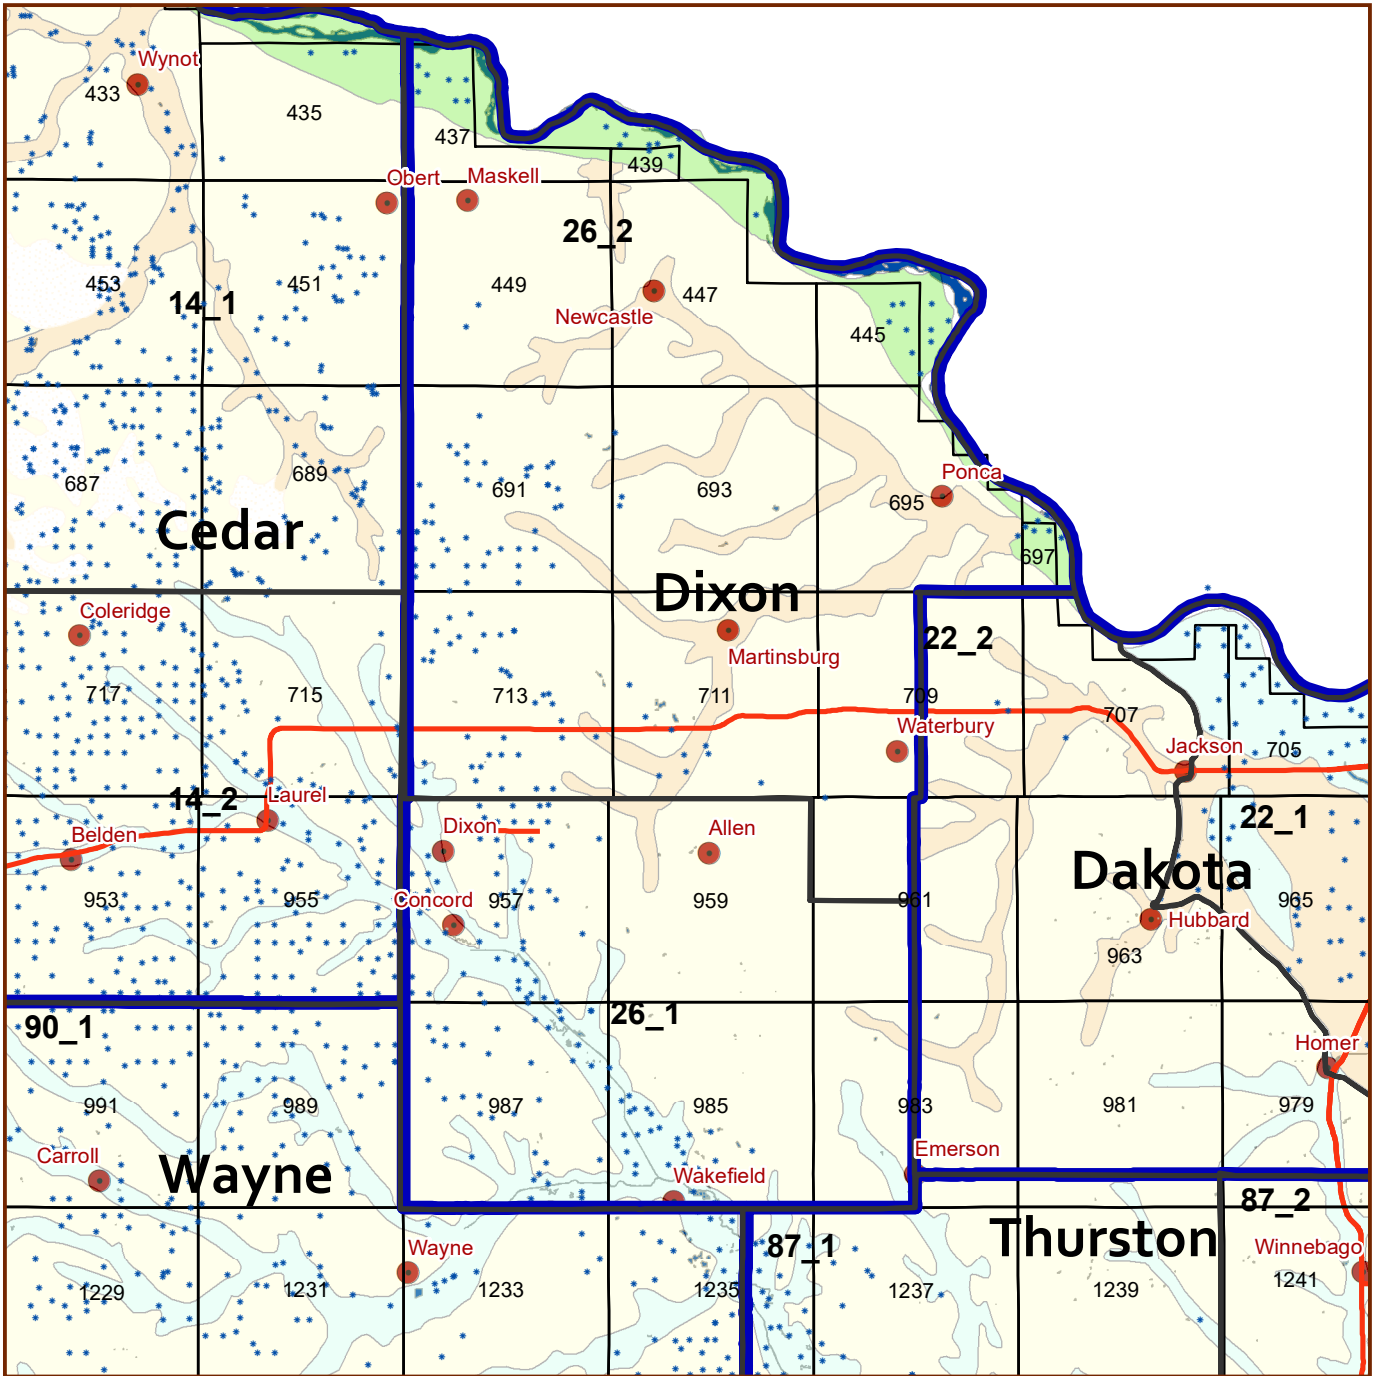 Wynot
433
435
437
439
Obert
Maskell
26_2
453
14_1
451
449
447
Newcastle
445
687
689
691
693
695
Ponca
Cedar
697
Dixon
Coleridge
22_2
Martinsburg
717
715
713
711
709
707
Waterbury
Jackson
705
14_2
Laurel
Belden
Dixon
Allen
22_1
Dakota
953
955
Concord
957
959
961
965
Hubbard
963
90_1
26_1
Homer
991
989
987
985
983
981
979
Carroll
Wayne
Emerson
Wakefield
87_2
Wayne
87_1
Thurston
Winnebago
1229
1231
1233
1235
1237
1239
1241